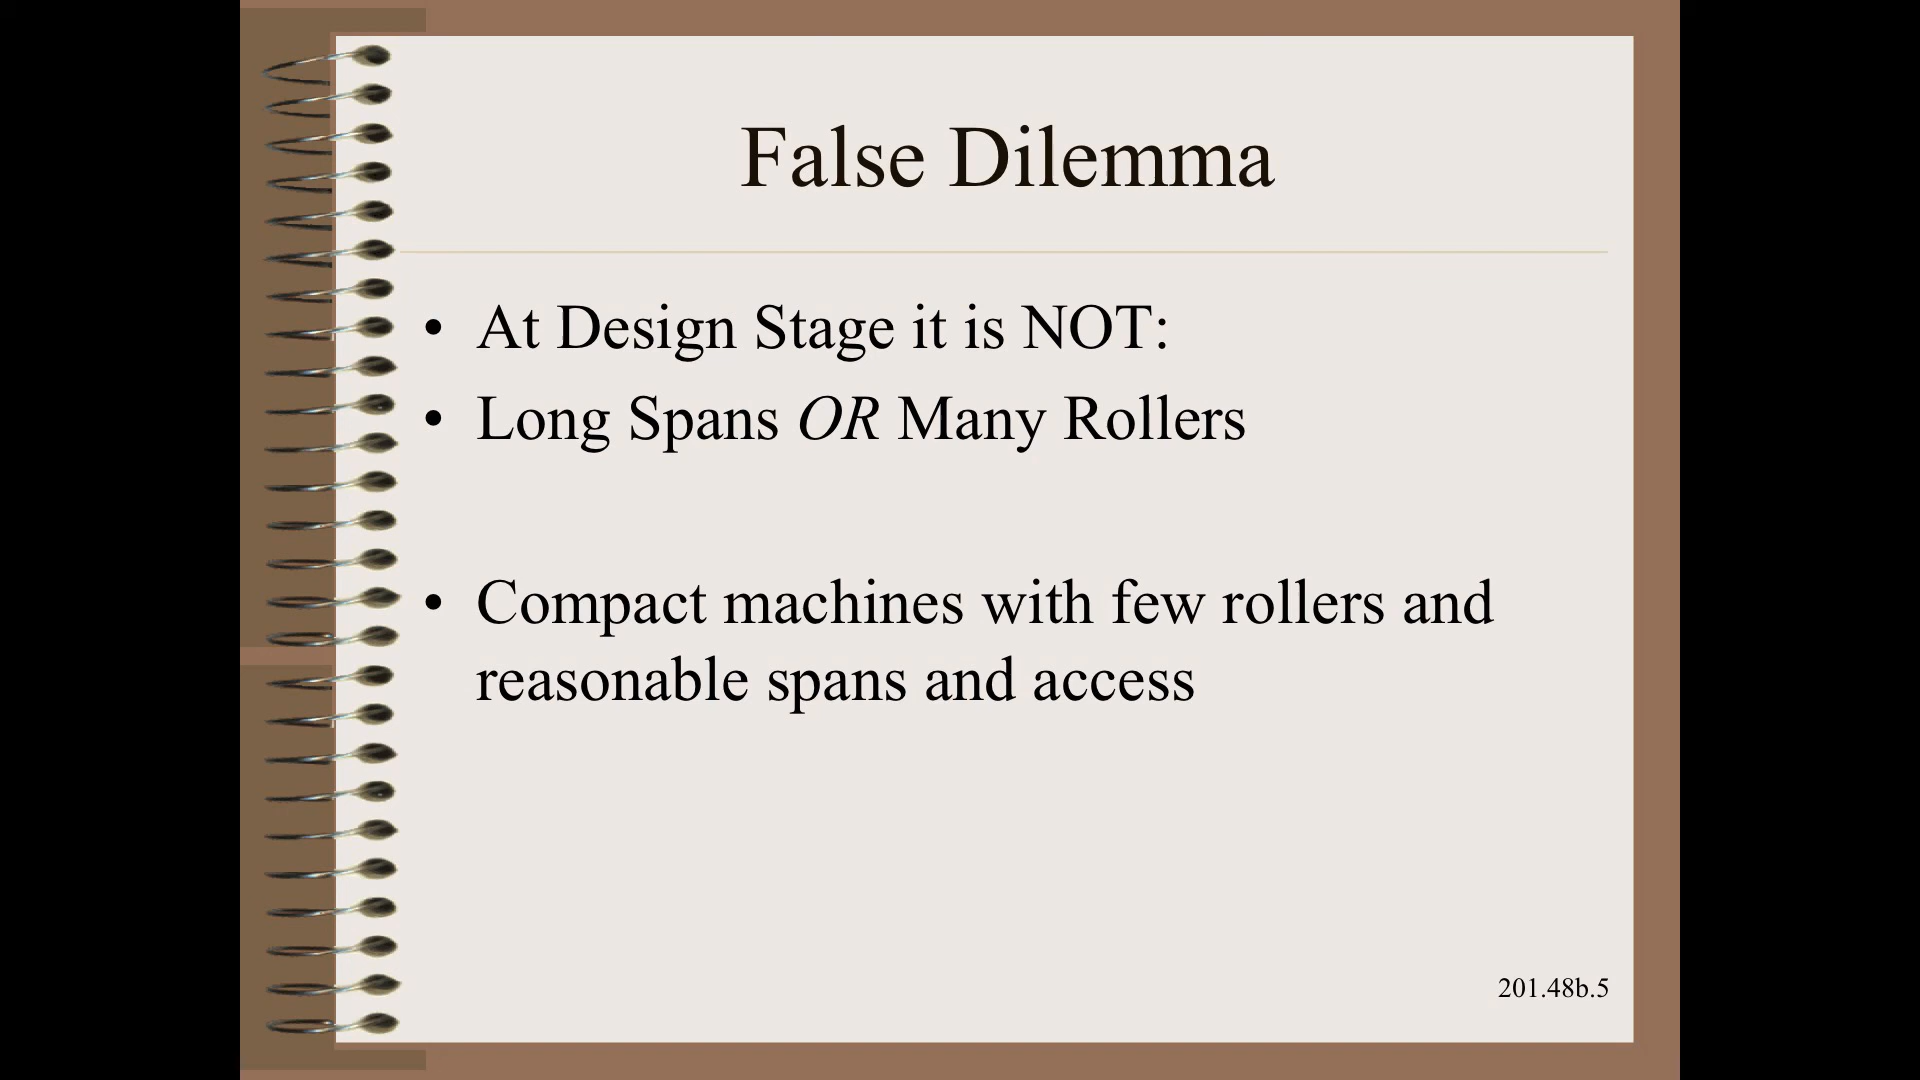 False Dilemma
• At Design Stage it is NOT:
• Long Spans OR Many Rollers
• Compact machines with few rollers and
reasonable spans and access
201.48b.5